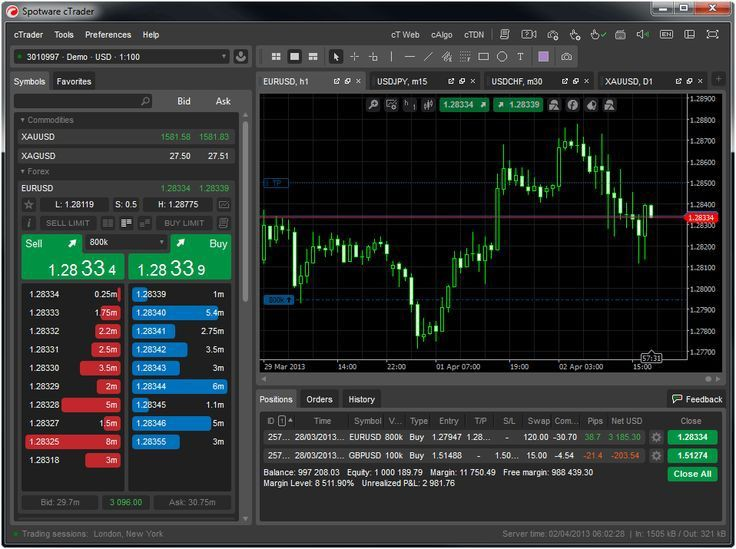 Spotware cTrader
cTrader Tools Preferences Help cT Web cAlgo cTDN EN
3010997 · Demo · USD · 1:100
Symbols Favorites
Bid Ask
Commodities
XAUUSD 1581.58 1581.83
XAGUSD 27.50 27.51
Forex
EURUSD 1.28334 1.28339
L: 1.28119 S: 0.5 H: 1.28775
i SELL LIMIT BUY LIMIT
Sell 800k Buy
1.28 33 4 1.28 33 9
1.28334 0.25m 1.28339 1m
1.28333 1.75m 1.28340 5.4m
1.28332 2.2m 1.28341 2.75m
1.28331 2.5m 1.28342 3.5m
1.28330 3.5m 1.28343 3m
1.28329 2m 1.28344 6m
1.28328 5m 1.28345 1.1m
1.28327 1.5m 1.28346 5m
1.28325 8m 1.28355 3m
1.28318 3m
Bid: 29.7m 3 096.00 Ask: 30.75m
T
EURUSD, h1 USDJPY, m15 USDCHF, m30 XAUUSD, D1
h 1 1.28334 1.28339
1.28900
1.28800
1.28700
1.28600
TP
1.28500
1.28400
1.28334
1.28200
1.28100
1.28000
800k
1.27900
1.27800
1.27700
57:31
29 Mar 2013 14:00 22:00 01 Apr 07:00 19:00 02 Apr 03:00 15:00
Positions Orders History Feedback
ID 1 Time Symbol V... Type Entry T/P S/L Swap Com... Pips Net USD Close
257... 28/03/2013... EURUSD 800k Buy 1.27947 1.28... - 120.00 -30.70 38.7 3 185.30 1.28334
257... 28/03/2013... GBPUSD 100k Buy 1.51488 - 1.50... 15.00 -4.54 -21.4 -203.54 1.51274
Balance: 997 208.03 Equity: 1 000 189.79 Margin: 11 750.49 Free margin: 988 439.30 Close All
Margin Level: 8 511.90% Unrealized P&L: 2 981.76
Trading sessions: London, New York Server time: 02/04/2013 06:02:28 | In: 1505 kB / Out: 321 kB